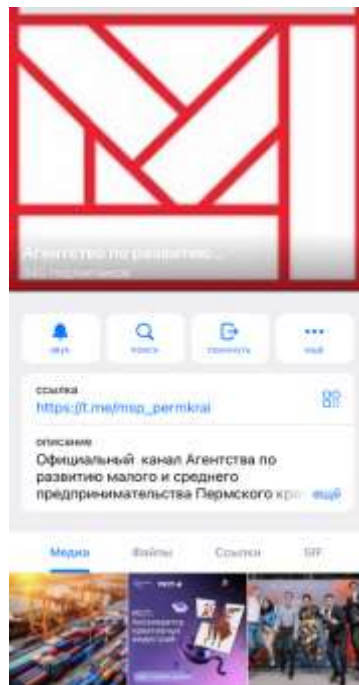 Агентство по развитию...
звук
поиск
покинуть
ещё
ссылка
https://t.me/msp_permkrai
описание
Официальный канал Агентства по
развитию малого и среднего
предпринимательства Пермского кра
ещё
Медиа
Файлы
Ссылки
GIF